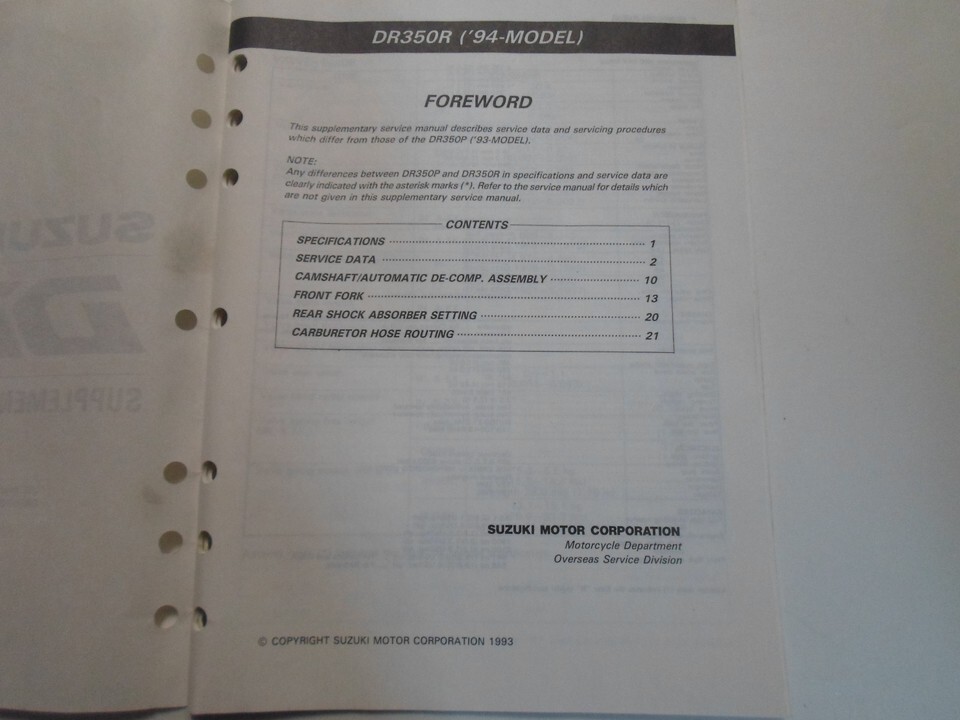 DR350R ('94-MODEL)
FOREWORD
This supplementary service manual describes service data and servicing procedures
which differ from those of the DR350P ('93-MODEL).
NOTE:
Any differences between DR350P and DR350R in specifications and service data are
clearly indicated with the asterisk marks (*). Refer to the service manual for details which
are not given in this supplementary service manual.
CONTENTS
SPECIFICATIONS 1
SERVICE DATA 2
CAMSHAFT/AUTOMATIC DE-COMP. ASSEMBLY 10
FRONT FORK 13
REAR SHOCK ABSORBER SETTING 20
CARBURETOR HOSE ROUTING 21
SUZUKI MOTOR CORPORATION
Motorcycle Department
Overseas Service Division
© COPYRIGHT SUZUKI MOTOR CORPORATION 1993